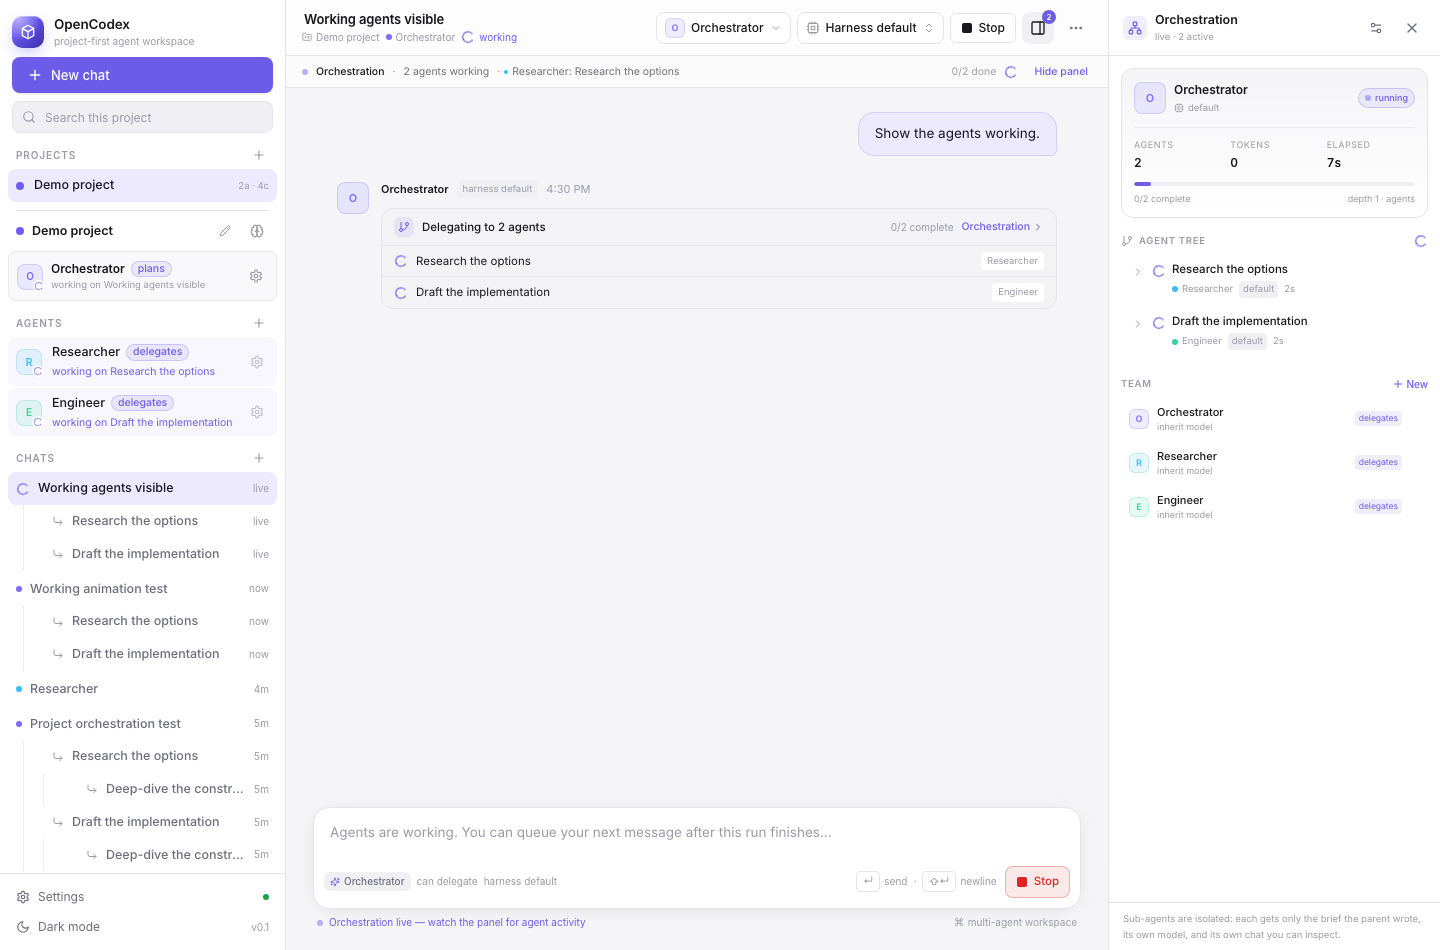 OpenCodex
project-first agent workspace
New chat
Search this project
PROJECTS
Demo project
2a · 4c
Demo project
O
Orchestrator
plans
working on Working agents visible
AGENTS
R
Researcher
delegates
working on Research the options
E
Engineer
delegates
working on Draft the implementation
CHATS
Working agents visible
live
Research the options
live
Draft the implementation
live
Working animation test
now
Research the options
now
Draft the implementation
now
Researcher
4m
Project orchestration test
5m
Research the options
5m
Deep-dive the constr...
5m
Draft the implementation
5m
Deep-dive the constr...
5m
Settings
Dark mode
v0.1
Working agents visible
Demo project
Orchestrator
working
O
Orchestrator
Harness default
Stop
2
Orchestration · 2 agents working · Researcher: Research the options
0/2 done
Hide panel
Show the agents working.
O
Orchestrator
harness default
4:30 PM
Delegating to 2 agents
0/2 complete
Orchestration
Research the options
Researcher
Draft the implementation
Engineer
Agents are working. You can queue your next message after this run finishes...
Orchestrator
can delegate
harness default
send · newline
Stop
Orchestration live — watch the panel for agent activity
⌘ multi-agent workspace
Orchestration
live · 2 active
O
Orchestrator
default
running
AGENTS
TOKENS
ELAPSED
2
0
7s
0/2 complete
depth 1 · agents
AGENT TREE
Research the options
Researcher
default
2s
Draft the implementation
Engineer
default
2s
TEAM
New
O
Orchestrator
inherit model
delegates
R
Researcher
inherit model
delegates
E
Engineer
inherit model
delegates
Sub-agents are isolated: each gets only the brief the parent wrote,
its own model, and its own chat you can inspect.